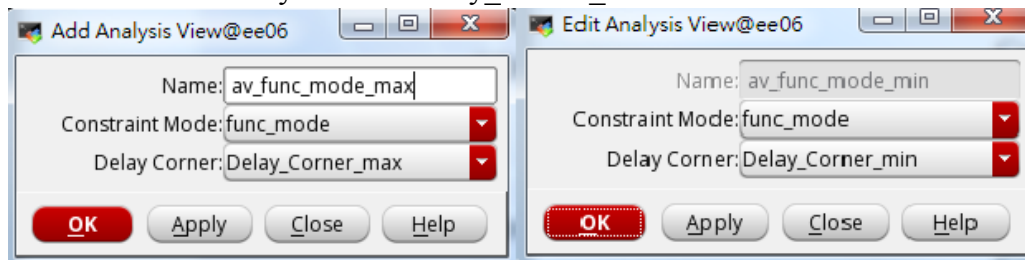 Add Analysis View@ee06
Name: av_func_mode_max
Constraint Mode: func_mode
Delay Corner: Delay_Corner_max
OK Apply Close Help
Edit Analysis View@ee06
Name: av_func_mode_min
Constraint Mode: func_mode
Delay Corner: Delay_Corner_min
OK Apply Close Help